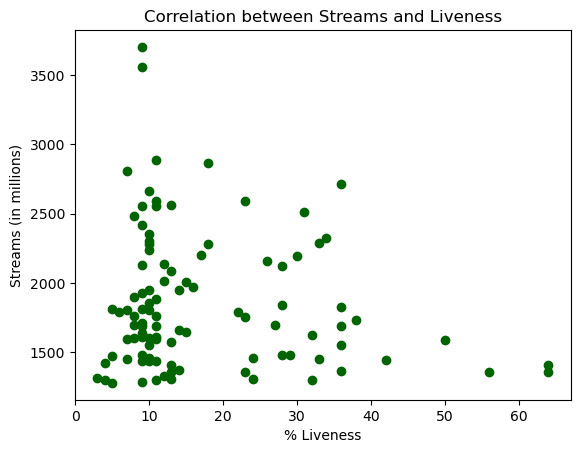 Correlation between Streams and Liveness
3500
3000
2500
2000
1500
Streams (in millions)
0 10 20 30 40 50 60
% Liveness